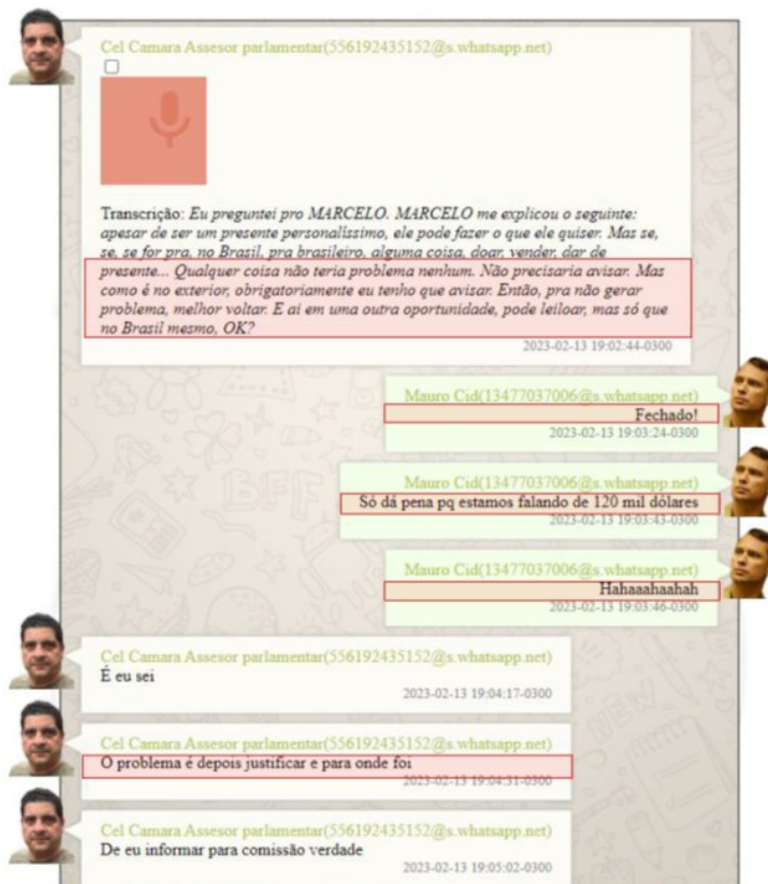 Cel Camara Assesor parlamentar(556192435152@s.whatsapp.net)
Transcrição: Eu preguntei pro MARCELO. MARCELO me explicou o seguinte:
apesar de ser um presente personalíssimo, ele pode fazer o que ele quiser. Mas se,
se, se for pra, no Brasil, pra brasileiro, alguma coisa, doar, vender, dar de
presente... Qualquer coisa não teria problema nenhum. Não precisaria avisar. Mas
como é no exterior, obrigatoriamente eu tenho que avisar. Então, pra não gerar
problema, melhor voltar. E ai em uma outra oportunidade, pode leiloar, mas só que
no Brasil mesmo, OK?
2023-02-13 19:02:44-0300
Mauro Cid(13477037006@s.whatsapp.net)
Fechado!
2023-02-13 19:03:24-0300
Mauro Cid(13477037006@s.whatsapp.net)
Só dá pena pq estamos falando de 120 mil dólares
2023-02-13 19:03:43-0300
Mauro Cid(13477037006@s.whatsapp.net)
Hahaaahaahah
2023-02-13 19:03:46-0300
Cel Camara Assesor parlamentar(556192435152@s.whatsapp.net)
É eu sei
2023-02-13 19:04:17-0300
Cel Camara Assesor parlamentar(556192435152@s.whatsapp.net)
O problema é depois justificar e para onde foi
2023-02-13 19:04:31-0300
Cel Camara Assesor parlamentar(556192435152@s.whatsapp.net)
De eu informar para comissão verdade
2023-02-13 19:05:02-0300